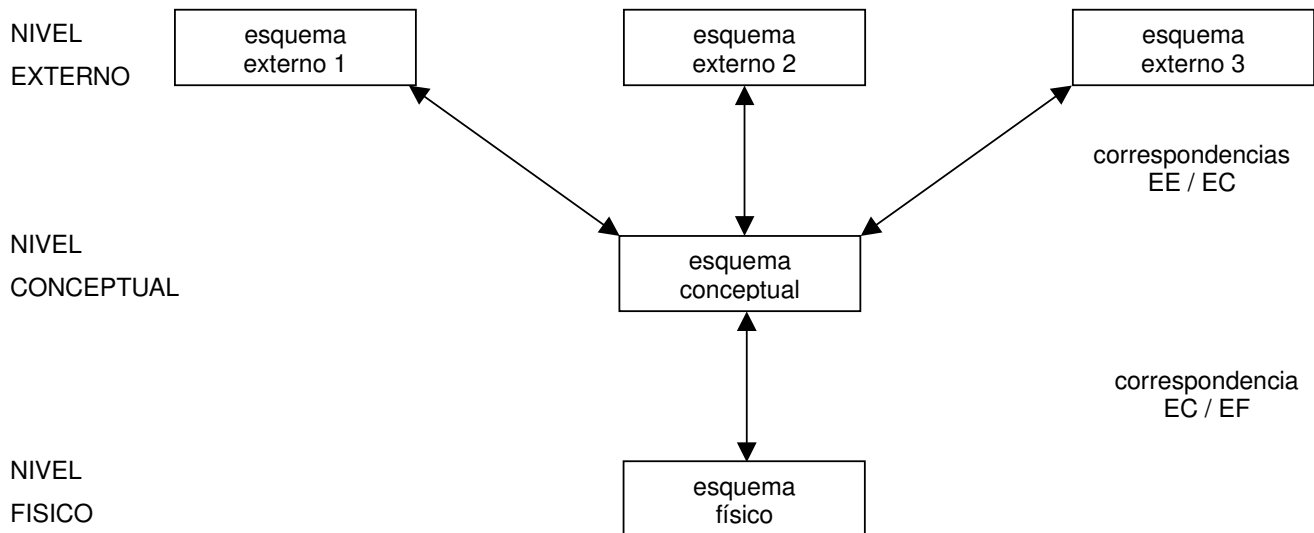 NIVEL
EXTERNO
esquema
externo 1
esquema
externo 2
esquema
externo 3
correspondencias
EE / EC
NIVEL
CONCEPTUAL
esquema
conceptual
correspondencia
EC / EF
NIVEL
FISICO
esquema
físico